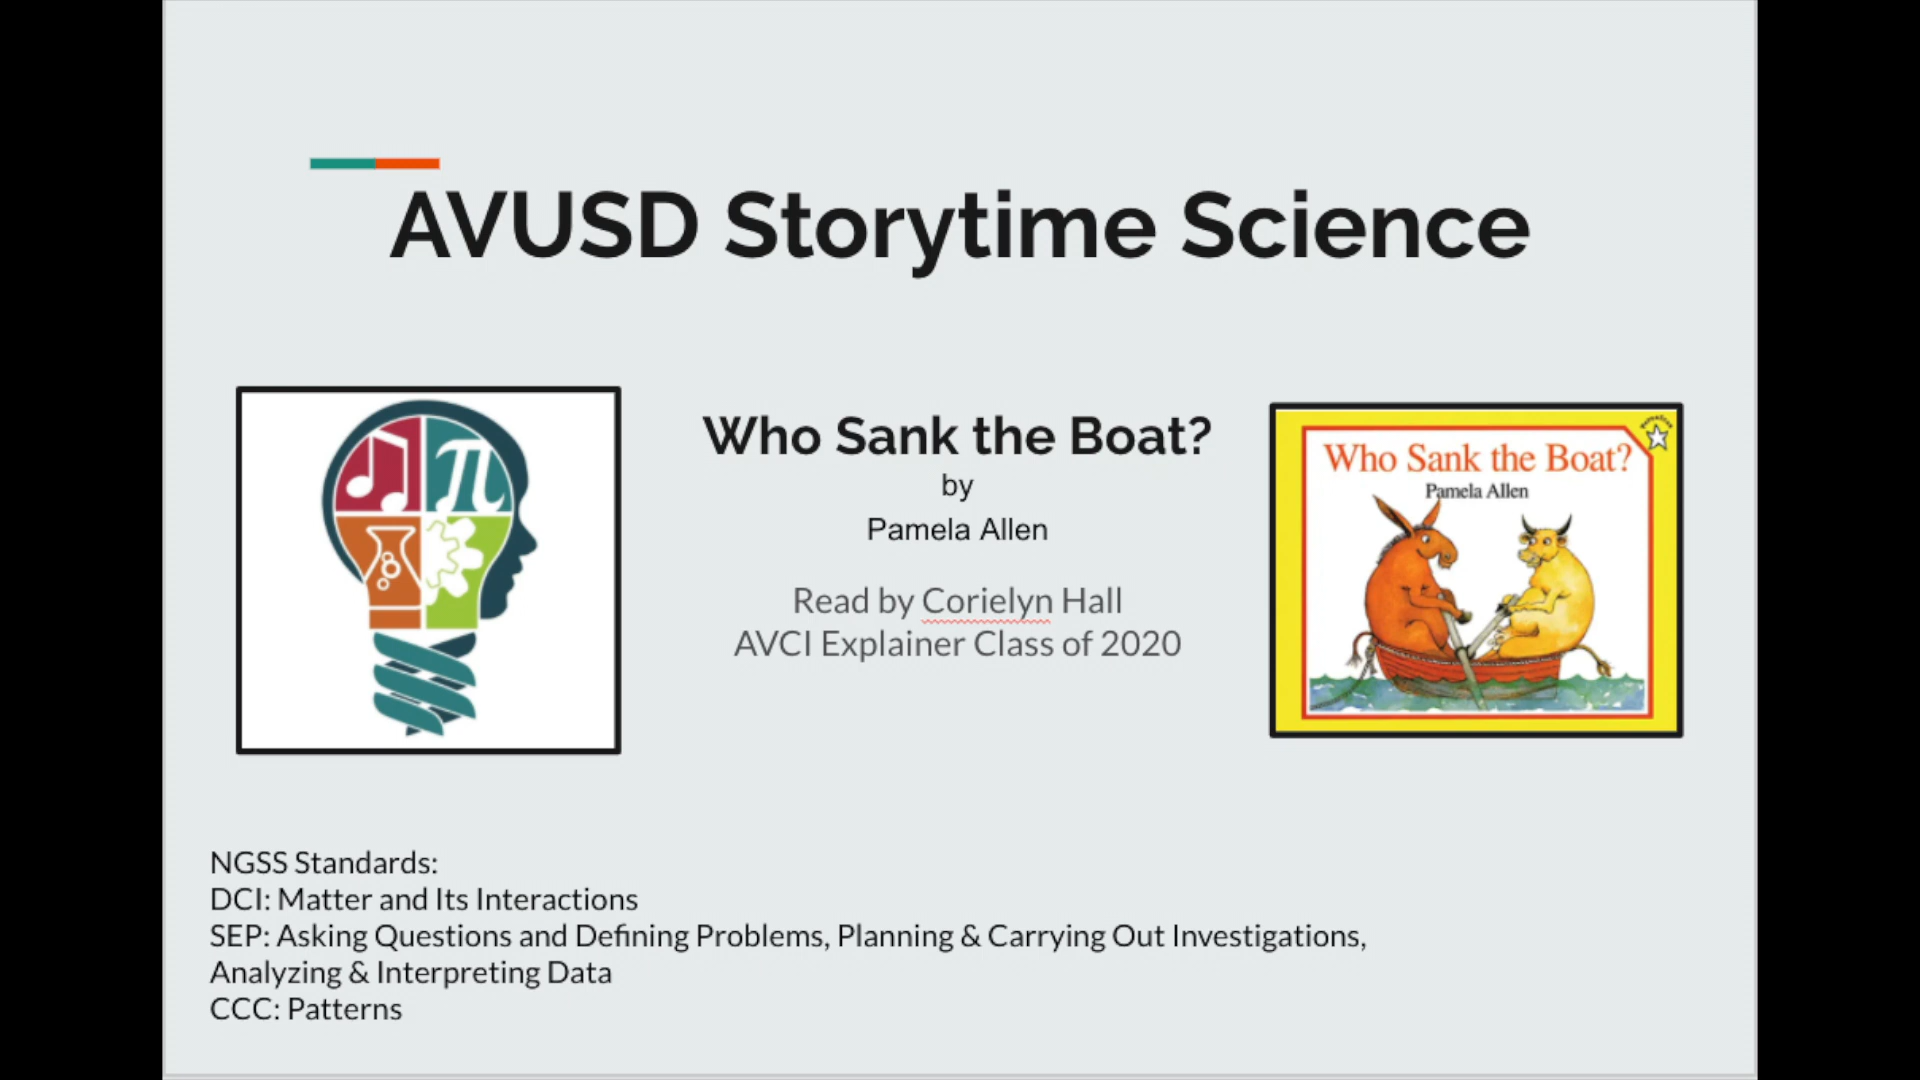 AVUSD Storytime Science
Who Sank the Boat?
by
Pamela Allen
Read by Corielyn Hall
AVCI Explainer Class of 2020
Who Sank the Boat?
Pamela Allen
NGSS Standards:
DCI: Matter and Its Interactions
SEP: Asking Questions and Defining Problems, Planning & Carrying Out Investigations,
Analyzing & Interpreting Data
CCC: Patterns